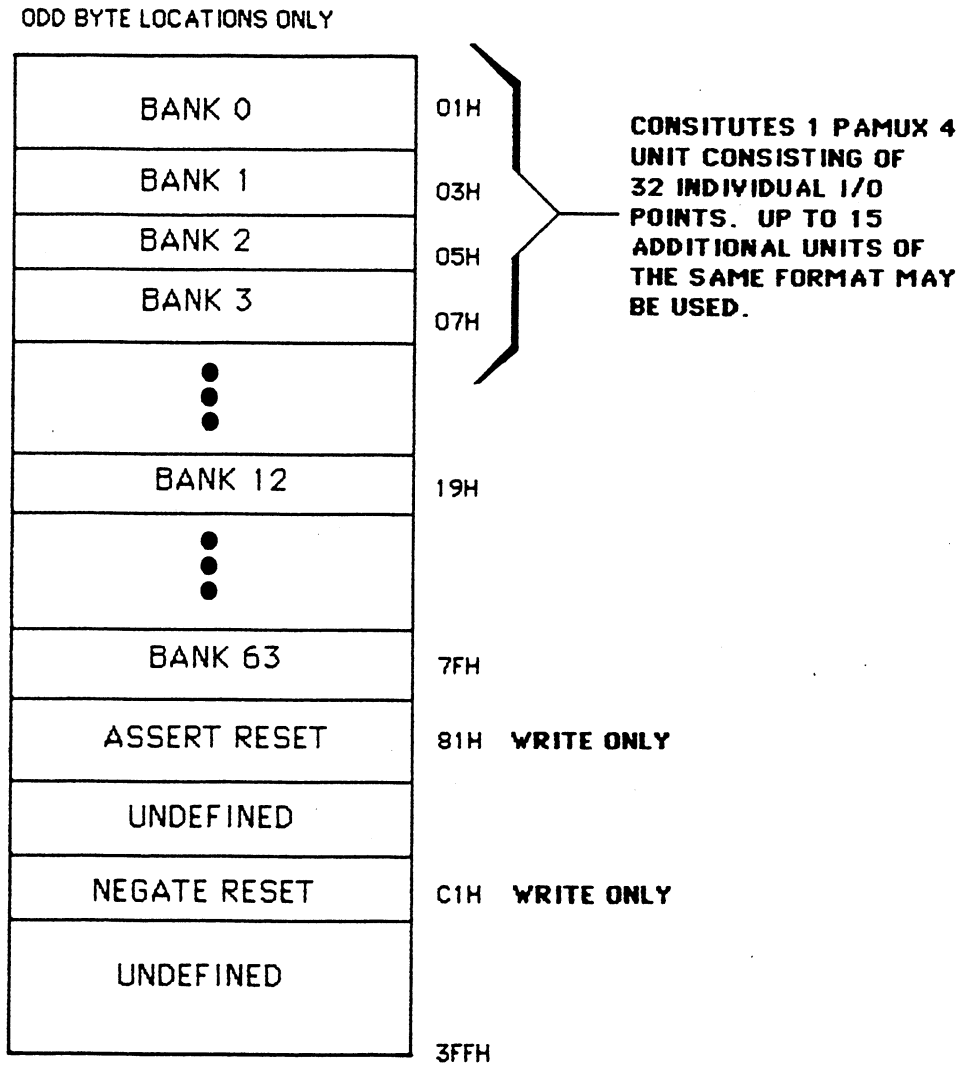 ODD BYTE LOCATIONS ONLY
BANK 0
01H
BANK 1
03H
BANK 2
05H
BANK 3
07H
CONSITUTES 1 PAMUX 4
UNIT CONSISTING OF
32 INDIVIDUAL I/O
POINTS. UP TO 15
ADDITIONAL UNITS OF
THE SAME FORMAT MAY
BE USED.
BANK 12
19H
BANK 63
7FH
ASSERT RESET
81H WRITE ONLY
UNDEFINED
NEGATE RESET
C1H WRITE ONLY
UNDEFINED
3FFH